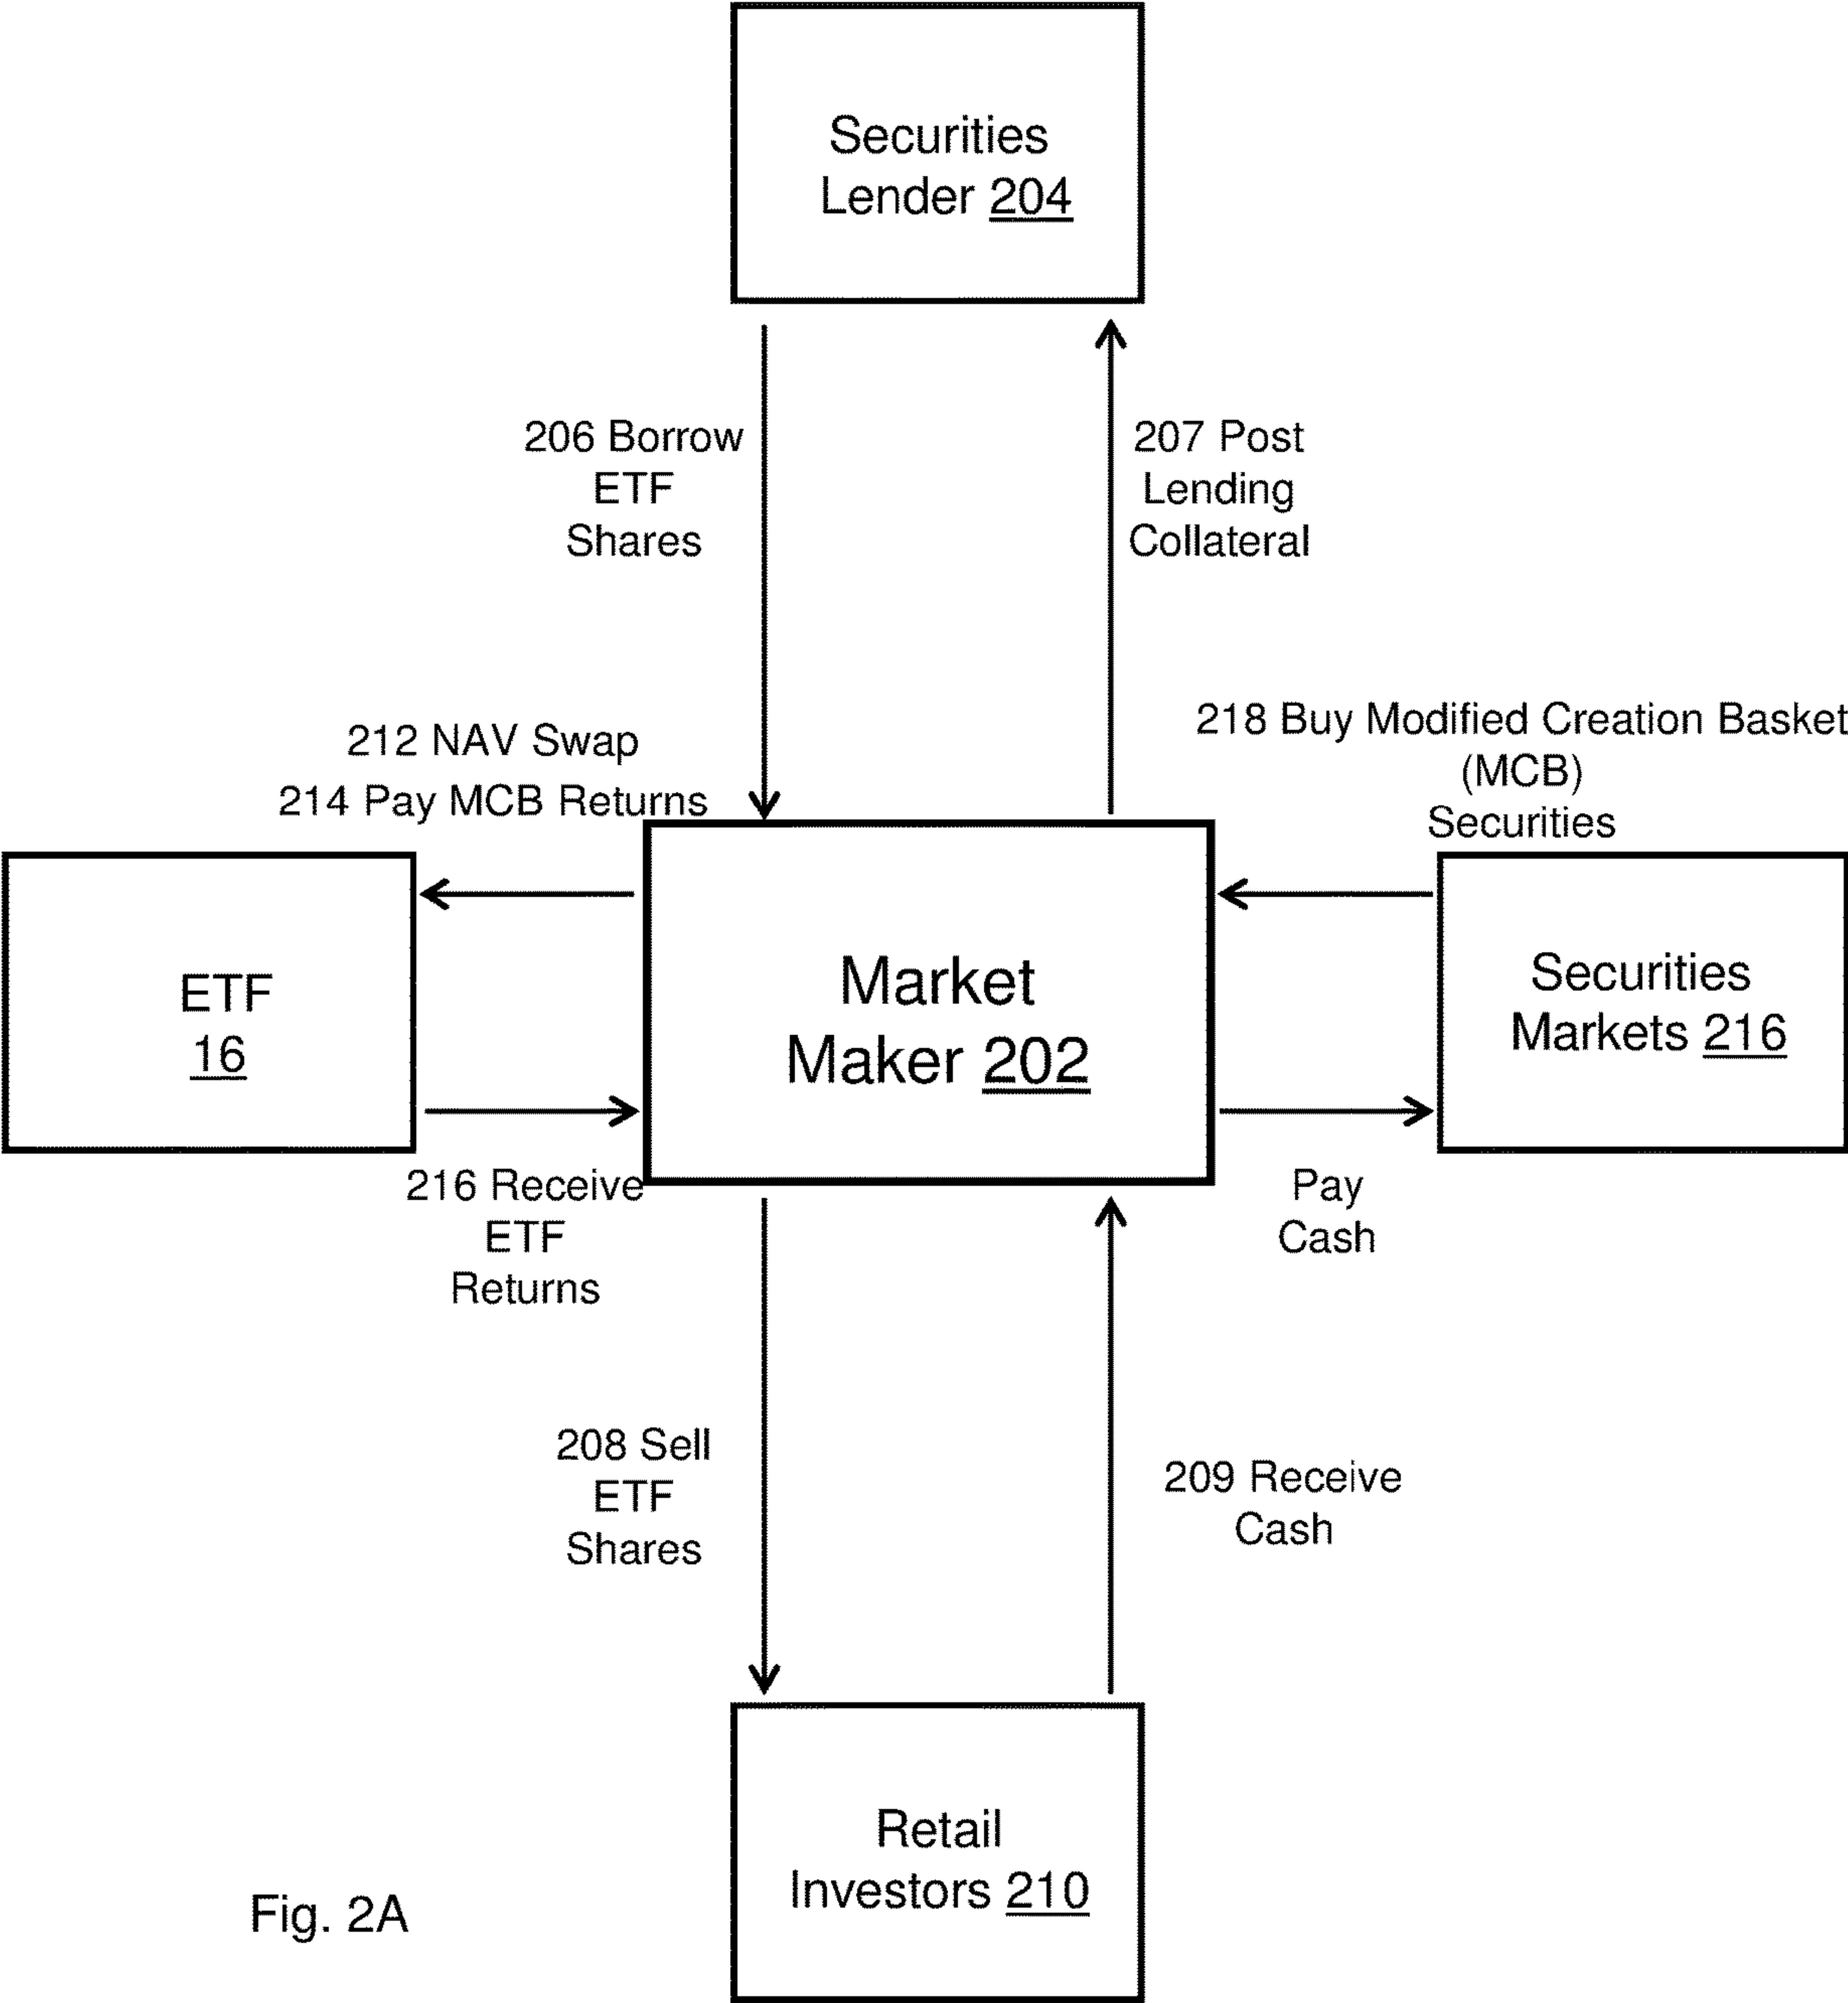 Securities
Lender 204
206 Borrow
ETF
Shares
207 Post
Lending
Collateral
212 NAV Swap
214 Pay MCB Returns
218 Buy Modified Creation Basket
(MCB)
Securities
ETF
16
Market
Maker 202
Securities
Markets 216
216 Receive
ETF
Returns
Pay
Cash
208 Sell
ETF
Shares
209 Receive
Cash
Retail
Investors 210
Fig. 2A